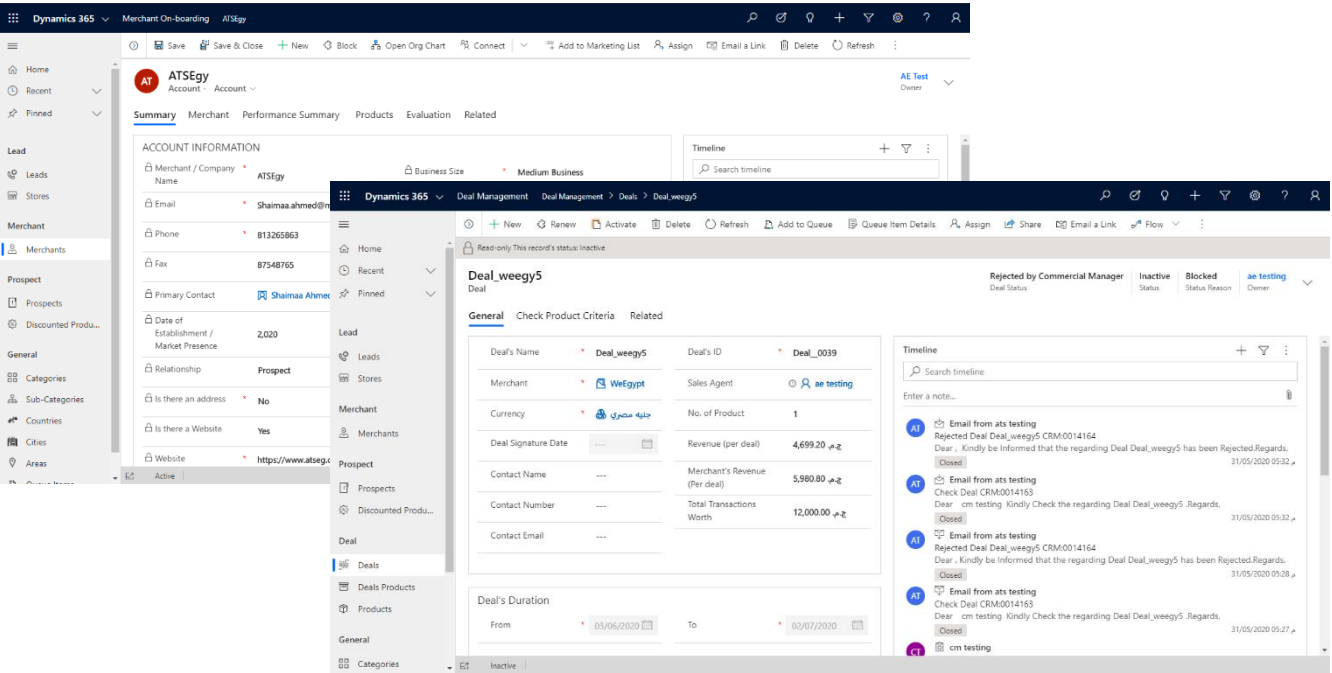 Dynamics 365 Merchant On-boarding ATSEgy
Save Save & Close + New Block Open Org Chart Connect Add to Marketing List Assign Email a Link Delete Refresh
Home
Recent
Pinned
Lead
Leads
Stores
Merchant
Merchants
Prospect
Prospects
Discounted Produ...
General
Categories
Sub-Categories
Countries
Cities
Areas
AT
ATSEgy
Account · Account
AE Test
Owner
Summary Merchant Performance Summary Products Evaluation Related
ACCOUNT INFORMATION
Merchant / Company * ATSEgy
Name
Business Size * Medium Business
Email * Shaimaa.ahmed@m
Phone * 813265863
Fax 87548765
Primary Contact Shaimaa Ahmed
Date of
Establishment / 2,020
Market Presence
Relationship Prospect
Is there an address * No
Is there a Website Yes
Website * https://www.atseg.c
Active
Timeline
Search timeline
Dynamics 365 Deal Management Deal Management > Deals > Deal_weegy5
+ New Renew Activate Delete Refresh Add to Queue Queue Item Details Assign Share Email a Link Flow
Home
Recent
Pinned
Lead
Leads
Stores
Merchant
Merchants
Prospect
Prospects
Discounted Produ...
Deal
Deals
Deals Products
Products
General
Categories
Read-only This record's status: Inactive
Deal_weegy5
Deal
Rejected by Commercial Manager Inactive Blocked ae testing
Deal Status Status Status Reason Owner
General Check Product Criteria Related
Deal's Name * Deal_weegy5 Deal's ID * Deal__0039
Merchant * WeEgypt Sales Agent ae testing
Currency * جنيه مصري No. of Product 1
Deal Signature Date --- Revenue (per deal) ج.م. 4,699.20
Contact Name --- Merchant's Revenue ج.م. 5,980.80
(Per deal)
Contact Number --- Total Transactions ج.م. 12,000.00
Worth
Contact Email ---
Deal's Duration
From * 03/06/2020 To * 02/07/2020
Inactive
Timeline
Search timeline
Enter a note...
AT Email from ats testing
Rejected Deal Deal_weegy5 CRM:0014164
Dear , Kindly be Informed that the regarding Deal Deal_weegy5 has been Rejected.Regards,
Closed 31/05/2020 05:32 م
AT Email from ats testing
Check Deal CRM:0014163
Dear cm testing Kindly Check the regarding Deal Deal_weegy5 .Regards,
Closed 31/05/2020 05:32 م
AT Email from ats testing
Rejected Deal Deal_weegy5 CRM:0014164
Dear , Kindly be Informed that the regarding Deal Deal_weegy5 has been Rejected.Regards,
Closed 31/05/2020 05:28 م
AT Email from ats testing
Check Deal CRM:0014163
Dear cm testing Kindly Check the regarding Deal Deal_weegy5 .Regards,
Closed 31/05/2020 05:27 م
CT cm testing